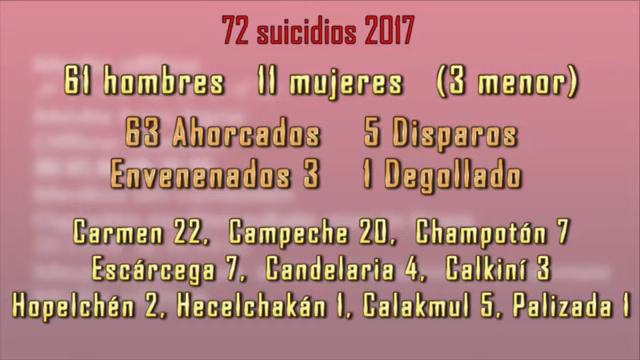 72 suicidios 2017
61 hombres 11 mujeres (3 menor)
63 Ahorcados 5 Disparos
Envenenados 3 1 Degollado
Carmen 22, Campeche 20, Champotón 7
Escárcega 7, Candelaria 4, Calkiní 3
Hopelchén 2, Hecelchakán 1, Calakmul 5, Palizada 1